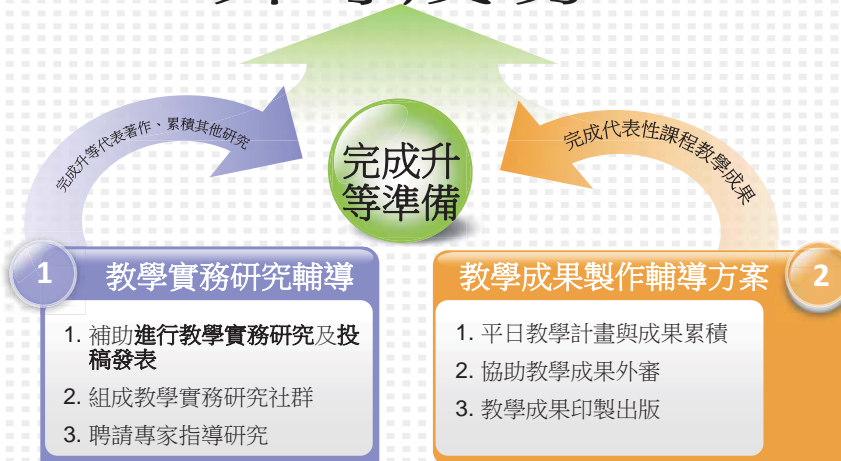 完成升等代表著作、累積其他研究
完成代表性課程教學成果
完成升
等準備
1
教學實務研究輔導
1. 補助進行教學實務研究及投
稿發表
2. 組成教學實務研究社群
3. 聘請專家指導研究
教學成果製作輔導方案
2
1. 平日教學計畫與成果累積
2. 協助教學成果外審
3. 教學成果印製出版